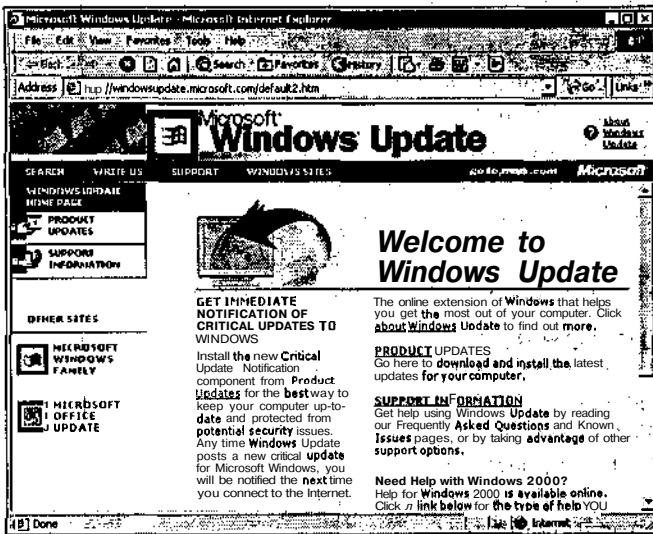 Microsoft Windows Update - Microsoft Internet Explorer
File Edit View Favorites Tools Help
Back Search Favorites History
Address hup //windowsupdate.microsoft.com/default2.htm Go Links
Microsoft
Windows Update
About Windows Update
SEARCH WRITE US SUPPORT WINDOWS SITES go to msn.com Microsoft
WINDOWS UPDATE
HOME PAGE
PRODUCT
UPDATES
SUPPORT
INFORMATION
OTHER SITES
MICROSOFT
WINDOWS
FAMILY
MICROSOFT
OFFICE
UPDATE
GET IMMEDIATE
NOTIFICATION OF
CRITICAL UPDATES TO
WINDOWS
Install the new Critical
Update Notification
component from Product
Updates for the best way to
keep your computer up-to-
date and protected from
potential security issues.
Any time Windows Update
posts a new critical update
for Microsoft Windows, you
will be notified the next time
you connect to the Internet.
Welcome to
Windows Update
The online extension of Windows that helps
you get the most out of your computer. Click
about Windows Update to find out more.
PRODUCT UPDATES
Go here to download and install the latest
updates for your computer.
SUPPORT INFORMATION
Get help using Windows Update by reading
our Frequently Asked Questions and Known
Issues pages, or by taking advantage of other
support options.
Need Help with Windows 2000?
Help for Windows 2000 is available online.
Click a link below for the type of help YOU
Done Internet